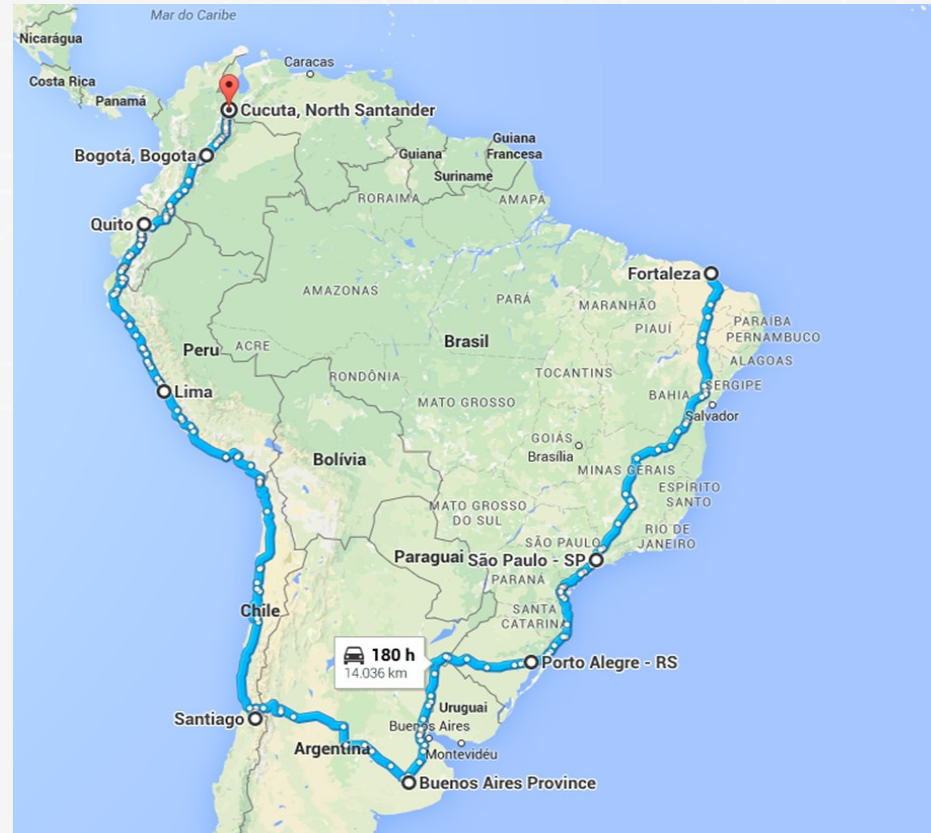 Mar do Caribe
Nicarágua
Caracas
Costa Rica
Panamá
Cucuta, North Santander
Bogotá, Bogota
Guiana
Guiana
Francesa
Suriname
RORAIMA
AMAPÁ
Quito
Fortaleza
AMAZONAS
PARÁ
MARANHÃO
PIAUÍ
PARAÍBA
PERNAMBUCO
ALAGOAS
Peru
ACRE
Brasil
RONDÔNIA
TOCANTINS
SERGIPE
Lima
MATO GROSSO
BAHIA
Salvador
GOIÁS
Brasília
Bolívia
MINAS GERAIS
ESPÍRITO
SANTO
MATO GROSSO
DO SUL
RIO DE
JANEIRO
SÃO PAULO
Paraguai
São Paulo - SP
PARANÁ
Chile
SANTA
CATARINA
180 h
14.036 km
Porto Alegre - RS
Santiago
Uruguai
Buenos Aires
Argentina
Montevidéu
Buenos Aires Province